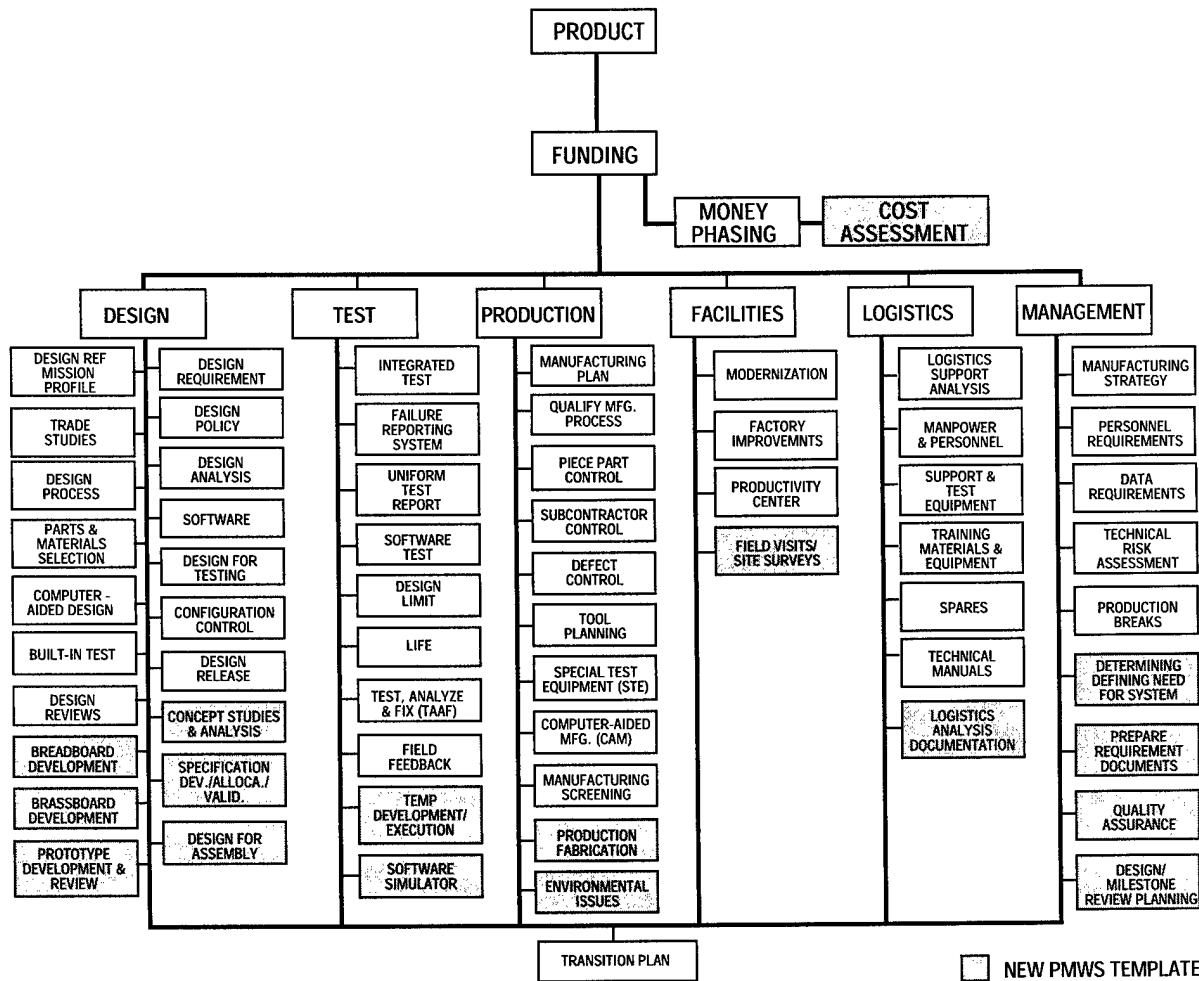 PRODUCT
FUNDING
MONEY
PHASING
COST
ASSESSMENT
DESIGN
TEST
PRODUCTION
FACILITIES
LOGISTICS
MANAGEMENT
DESIGN REF
MISSION
PROFILE
TRADE
STUDIES
DESIGN
PROCESS
PARTS &
MATERIALS
SELECTION
COMPUTER -
AIDED DESIGN
BUILT-IN TEST
DESIGN
REVIEWS
BREADBOARD
DEVELOPMENT
BRASSBOARD
DEVELOPMENT
PROTOTYPE
DEVELOPMENT &
REVIEW
DESIGN
REQUIREMENT
DESIGN
POLICY
DESIGN
ANALYSIS
SOFTWARE
DESIGN FOR
TESTING
CONFIGURATION
CONTROL
DESIGN
RELEASE
CONCEPT STUDIES
& ANALYSIS
SPECIFICATION
DEV./ALLOCA./
VALID.
DESIGN FOR
ASSEMBLY
INTEGRATED
TEST
FAILURE
REPORTING
SYSTEM
UNIFORM
TEST
REPORT
SOFTWARE
TEST
DESIGN
LIMIT
LIFE
TEST, ANALYZE
& FIX (TAAF)
FIELD
FEEDBACK
TEMP
DEVELOPMENT/
EXECUTION
SOFTWARE
SIMULATOR
MANUFACTURING
PLAN
QUALIFY MFG.
PROCESS
PIECE PART
CONTROL
SUBCONTRACTOR
CONTROL
DEFECT
CONTROL
TOOL
PLANNING
SPECIAL TEST
EQUIPMENT (STE)
COMPUTER-AIDED
MFG. (CAM)
MANUFACTURING
SCREENING
PRODUCTION
FABRICATION
ENVIRONMENTAL
ISSUES
MODERNIZATION
FACTORY
IMPROVEMNTS
PRODUCTIVITY
CENTER
FIELD VISITS/
SITE SURVEYS
LOGISTICS
SUPPORT
ANALYSIS
MANPOWER
& PERSONNEL
SUPPORT &
TEST
EQUIPMENT
TRAINING
MATERIALS &
EQUIPMENT
SPARES
TECHNICAL
MANUALS
LOGISTICS
ANALYSIS
DOCUMENTATION
MANUFACTURING
STRATEGY
PERSONNEL
REQUIREMENTS
DATA
REQUIREMENTS
TECHNICAL
RISK
ASSESSMENT
PRODUCTION
BREAKS
DETERMINING
DEFINING NEED
FOR SYSTEM
PREPARE
REQUIREMENT
DOCUMENTS
QUALITY
ASSURANCE
DESIGN/
MILESTONE
REVIEW PLANNING
TRANSITION PLAN
NEW PMWS TEMPLATE